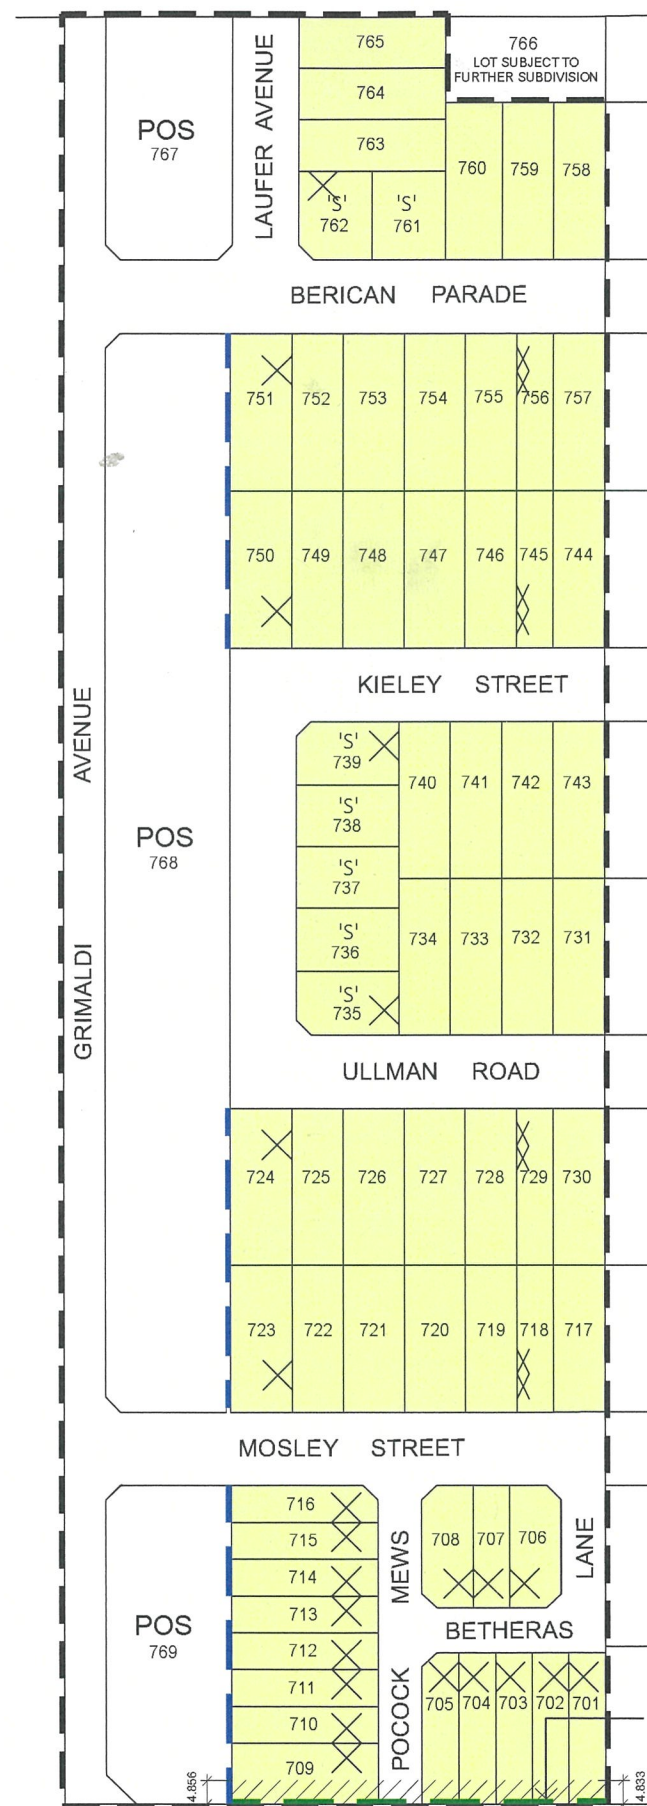 765
766
LOT SUBJECT TO
FURTHER SUBDIVISION
764
POS
767
LAUFER AVENUE
763
760 759 758
'S'
762
'S'
761
BERICAN PARADE
751 752 753 754 755 756 757
750 749 748 747 746 745 744
KIELEY STREET
GRIMALDI AVENUE
POS
768
'S'
739
740 741 742 743
'S'
738
'S'
737
'S'
736
734 733 732 731
'S'
735
ULLMAN ROAD
724 725 726 727 728 729 730
723 722 721 720 719 718 717
MOSLEY STREET
716
715
714
713
712
711
710
709
POS
769
POCOCK MEWS
708 707 706
BETHERAS LANE
705 704 703 702 701
4.856
4.833